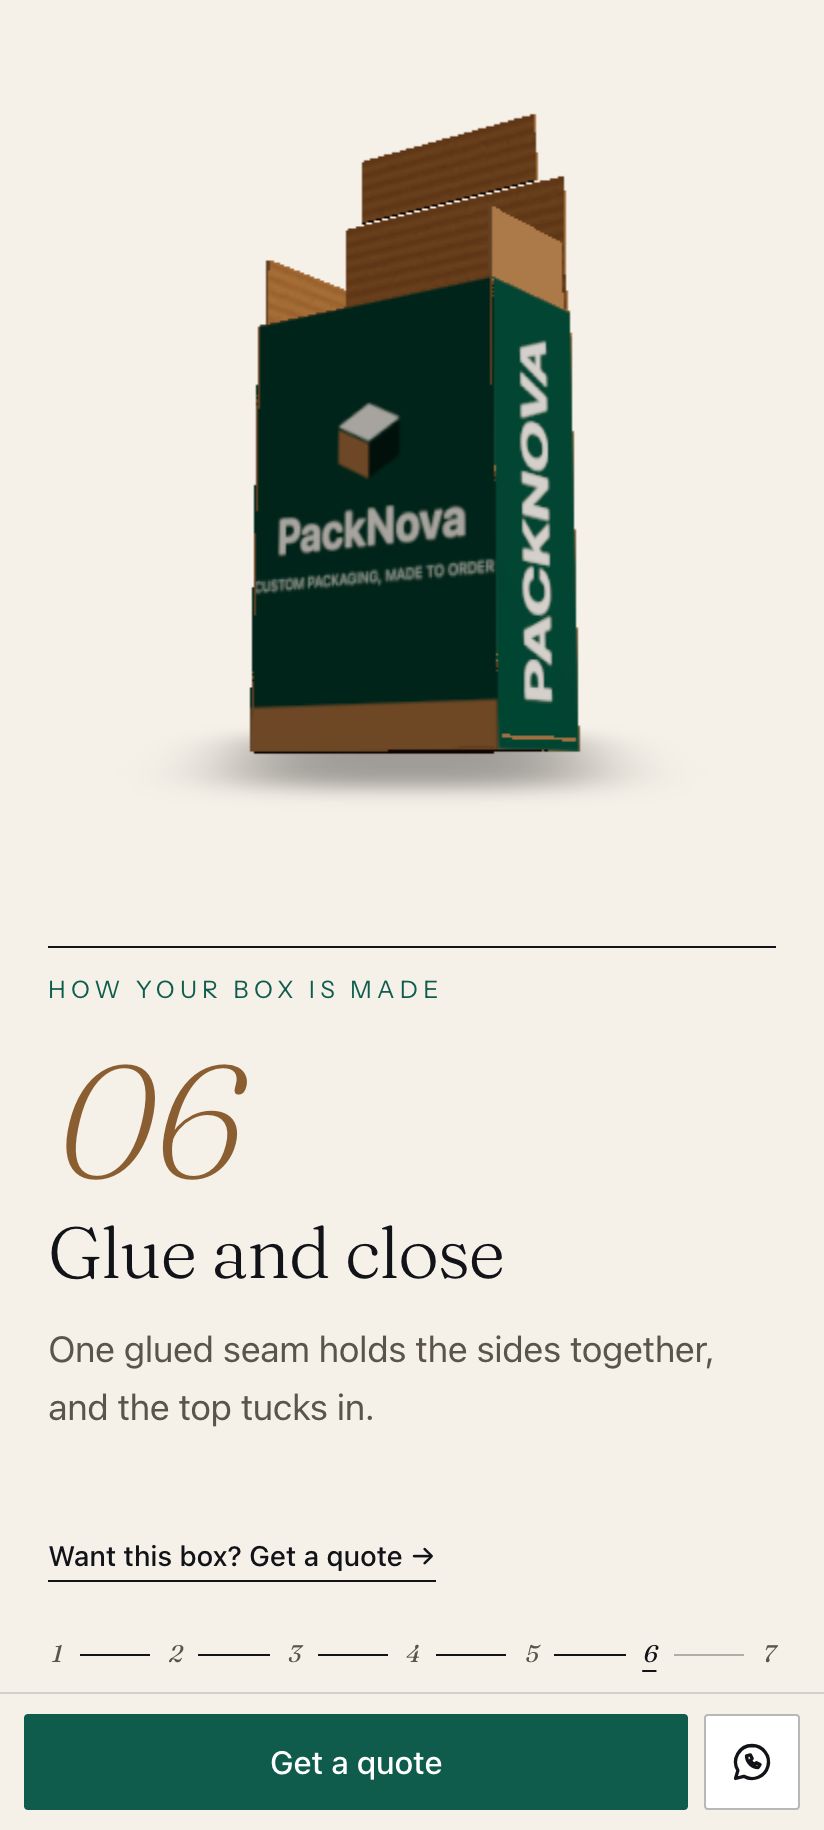 PackNova
CUSTOM PACKAGING, MADE TO ORDER
PACKNOVA
HOW YOUR BOX IS MADE
06
Glue and close
One glued seam holds the sides together,
and the top tucks in.
Want this box? Get a quote →
1 2 3 4 5 6 7
Get a quote